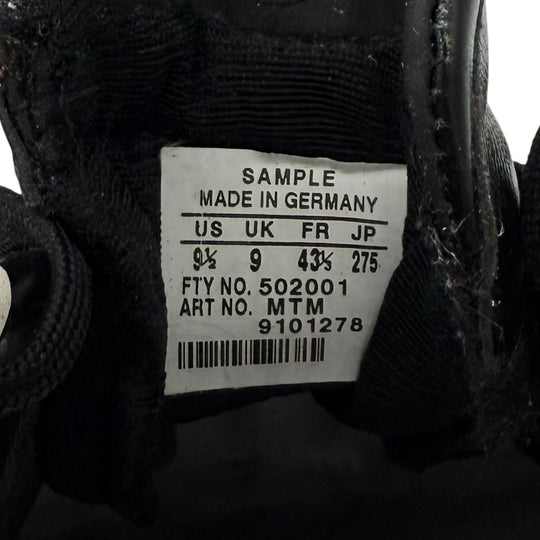 SAMPLE
MADE IN GERMANY
US UK FR JP
9½ 9 43⅓ 275
FTY NO. 502001
ART NO. MTM
9101278